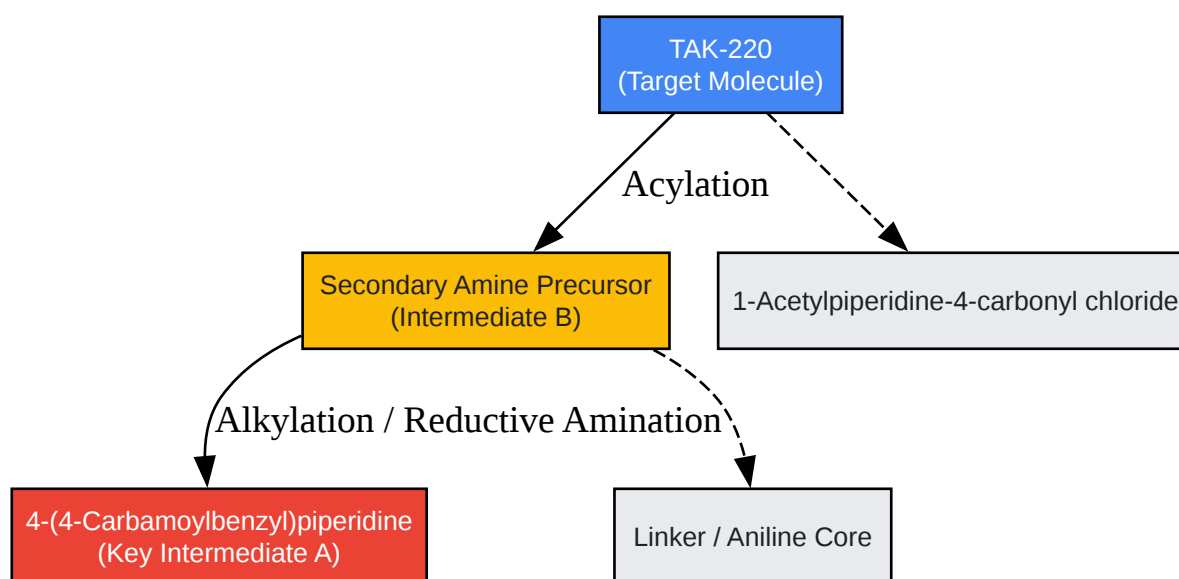 TAK-220
(Target Molecule)
Acylation
Secondary Amine Precursor
(Intermediate B)
1-Acetylpiperidine-4-carbonyl chloride
Alkylation / Reductive Amination
4-(4-Carbamoylbenzyl)piperidine
(Key Intermediate A)
Linker / Aniline Core